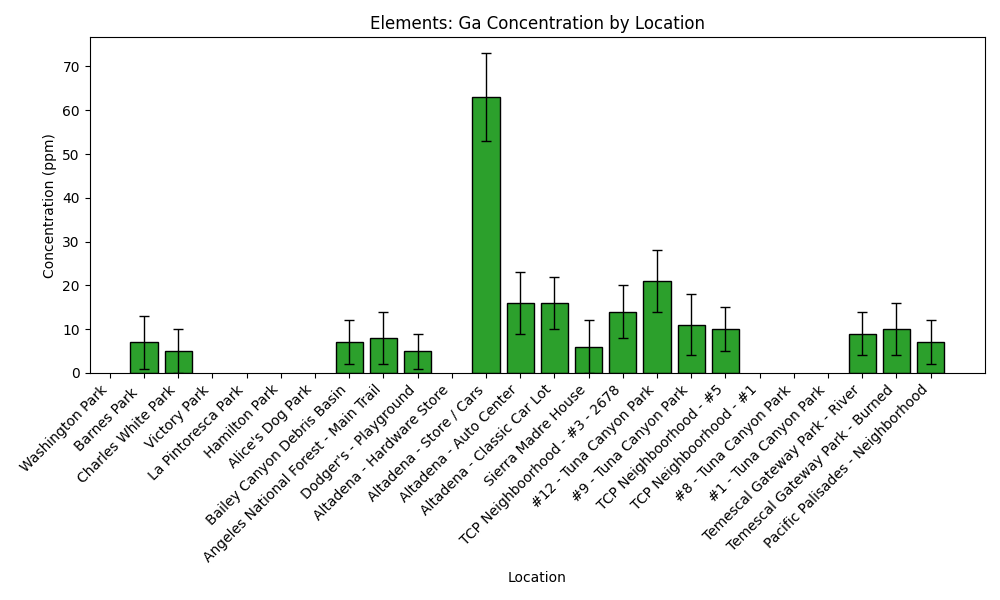 Elements: Ga Concentration by Location
Concentration (ppm)
70
60
50
40
30
20
10
0
Washington Park
Barnes Park
Charles White Park
Victory Park
La Pintoresca Park
Hamilton Park
Alice's Dog Park
Bailey Canyon Debris Basin
Angeles National Forest - Main Trail
Dodger's - Playground
Altadena - Hardware Store
Altadena - Store / Cars
Altadena - Auto Center
Altadena - Classic Car Lot
Sierra Madre House
TCP Neighboorhood - #3 - 2678
#12 - Tuna Canyon Park
#9 - Tuna Canyon Park
TCP Neighborhood - #5
TCP Neighborhood - #1
#8 - Tuna Canyon Park
#1 - Tuna Canyon Park
Temescal Gateway Park - River
Temescal Gateway Park - Burned
Pacific Palisades - Neighborhood
Location